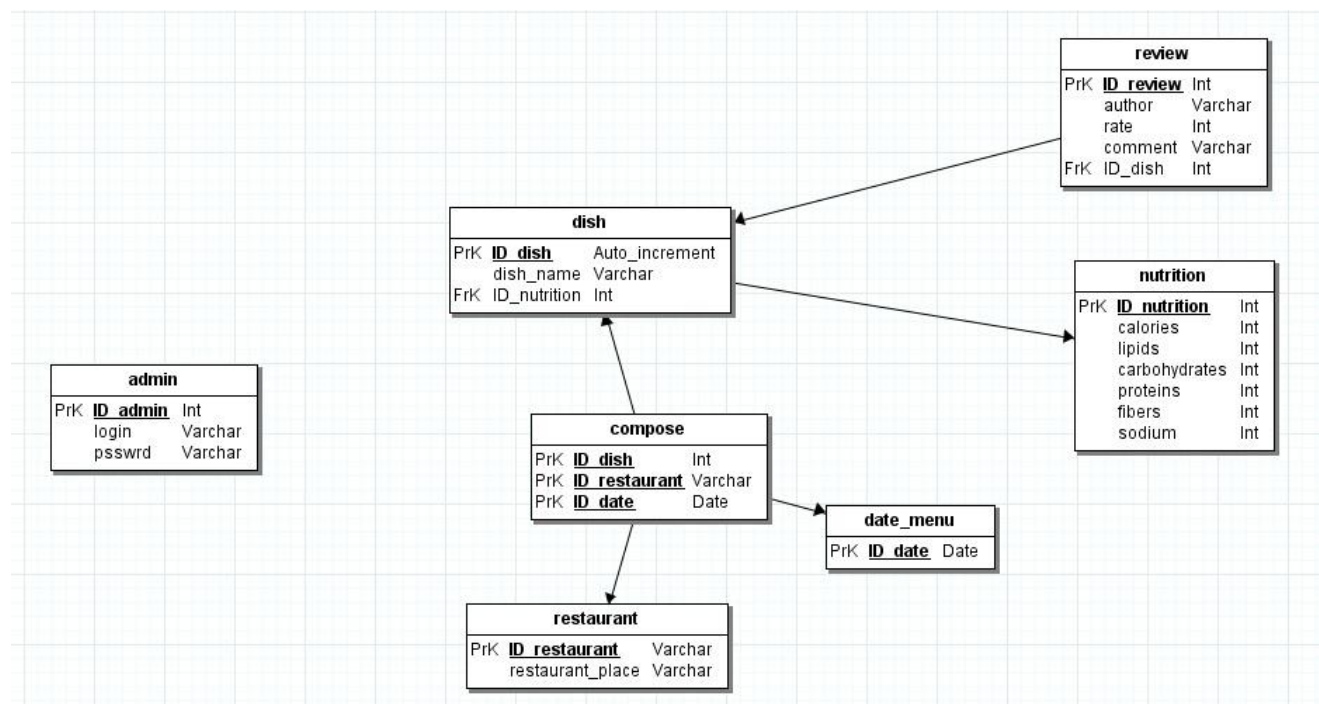 review
PrK ID_review Int
author Varchar
rate Int
comment Varchar
FrK ID_dish Int
dish
PrK ID_dish Auto_increment
dish_name Varchar
FrK ID_nutrition Int
nutrition
PrK ID_nutrition Int
calories Int
lipids Int
carbohydrates Int
proteins Int
fibers Int
sodium Int
admin
PrK ID_admin Int
login Varchar
psswrd Varchar
compose
PrK ID_dish Int
PrK ID_restaurant Varchar
PrK ID_date Date
date_menu
PrK ID_date Date
restaurant
PrK ID_restaurant Varchar
restaurant_place Varchar